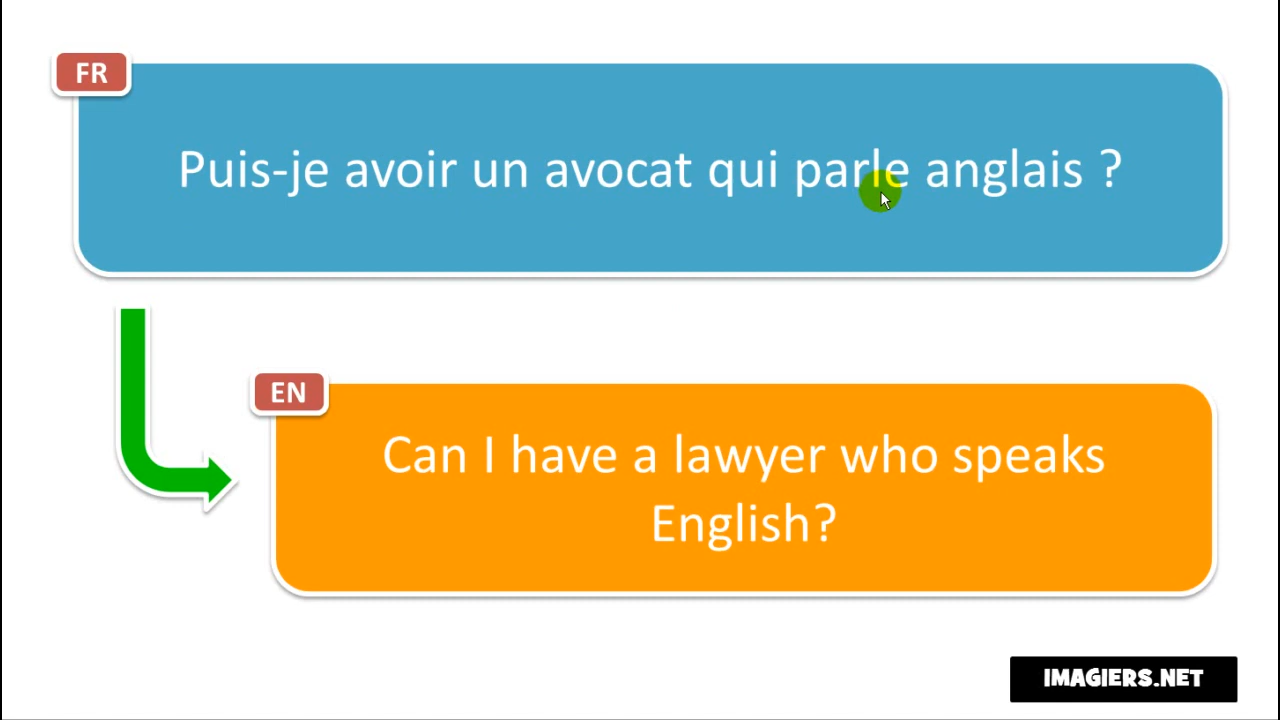 FR
Puis-je avoir un avocat qui parle anglais ?
EN
Can I have a lawyer who speaks
English?
IMAGIERS.NET